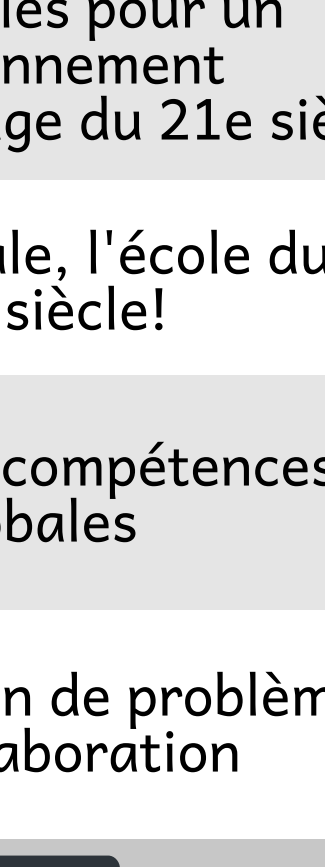 les pour un
nnement
ge du 21e siè
le, l'école du
siècle!
compétences
bales
n de problèm
aboration